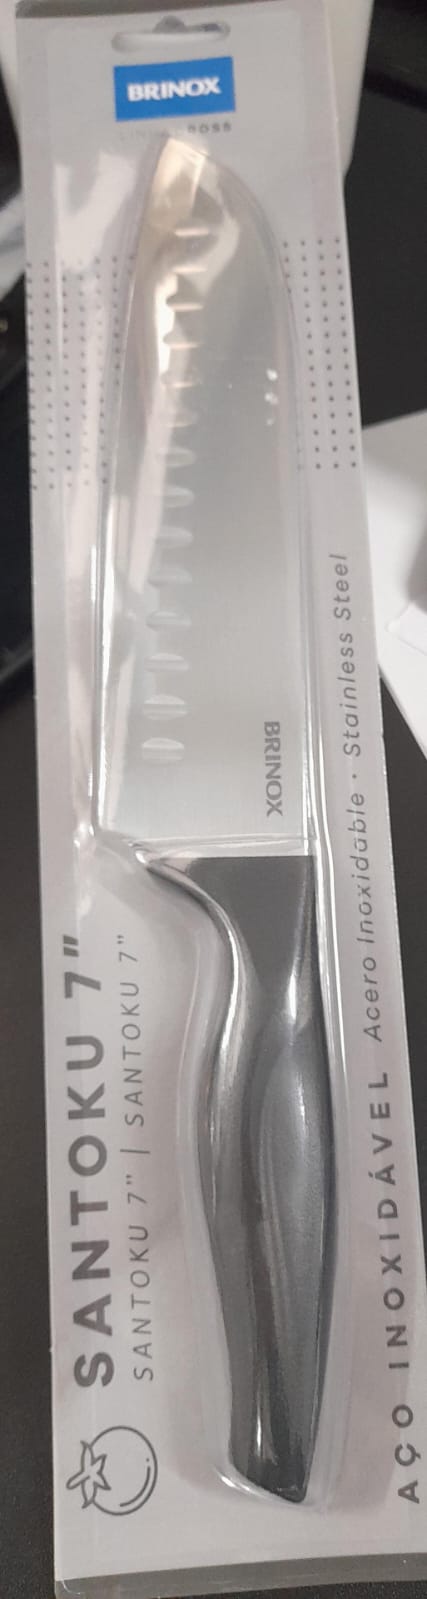 BRINOX
BRINOX
SANTOKU 7"
SANTOKU 7" | SANTOKU 7"
AÇO INOXIDÁVEL Acero Inoxidable · Stainless Steel